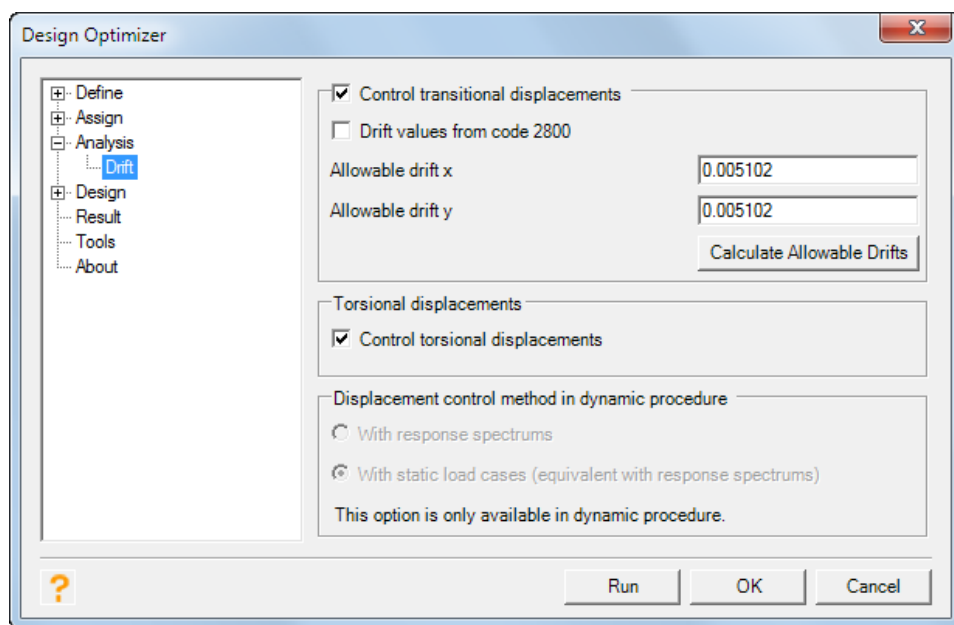 Design Optimizer
Define
Assign
Analysis
Drift
Design
Result
Tools
About
Control transitional displacements
Drift values from code 2800
Allowable drift x
0.005102
Allowable drift y
0.005102
Calculate Allowable Drifts
Torsional displacements
Control torsional displacements
Displacement control method in dynamic procedure
With response spectrums
With static load cases (equivalent with response spectrums)
This option is only available in dynamic procedure.
?
Run
OK
Cancel